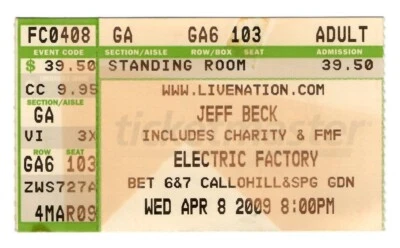 FC0408 GA GA6 103 ADULT
EVENT CODE SECTION/AISLE ROW/BOX SEAT ADMISSION
$ 39.50 STANDING ROOM 39.50
CC 9.95 WWW.LIVENATION.COM
SECTION/AISLE
GA JEFF BECK
VI 3X INCLUDES CHARITY & FMF
ROW SEAT
GA6 103 ELECTRIC FACTORY
ZWS727A BET 6&7 CALLOHILL&SPG GDN
4MAR09 WED APR 8 2009 8:00PM
ticketmaster